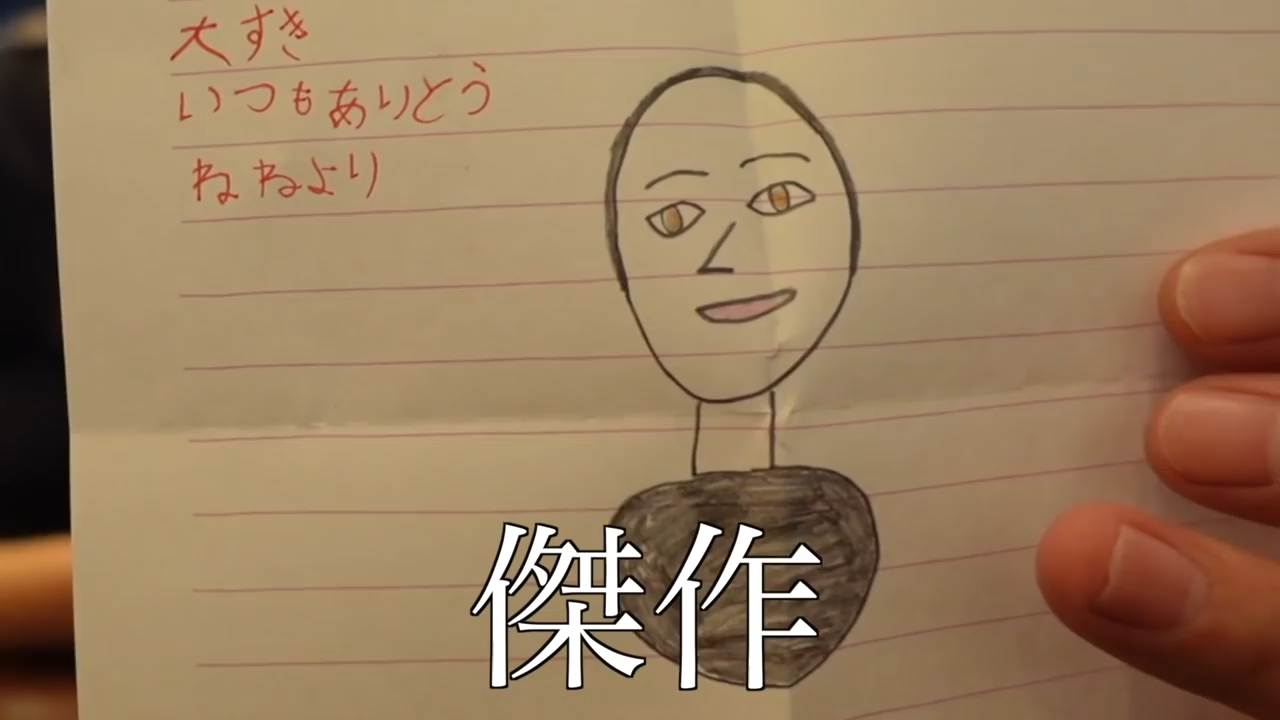 大すき
いつもありとう
ねねより
傑作